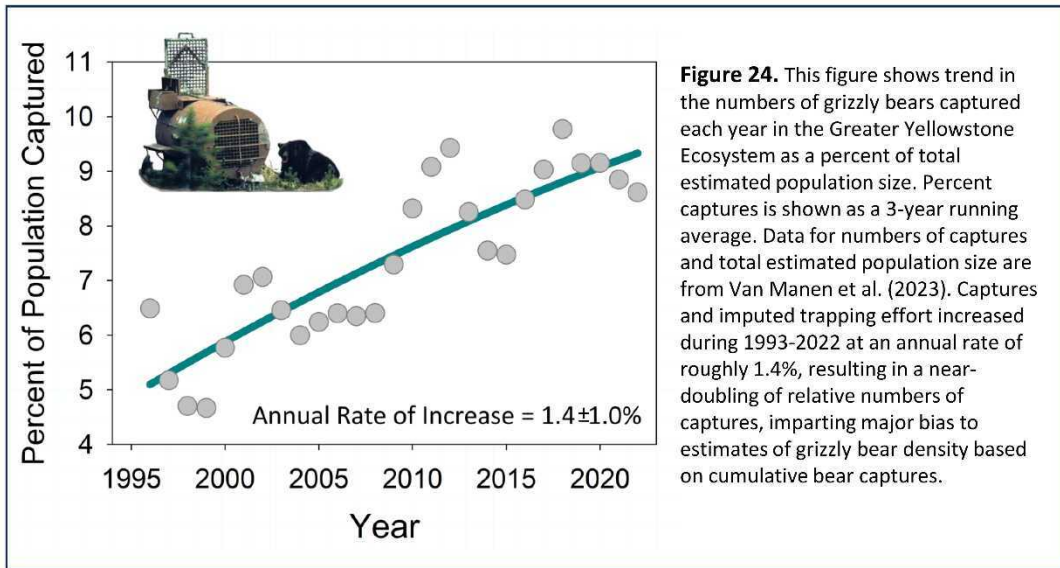 11
10
9
8
7
6
5
4
Percent of Population Captured
Annual Rate of Increase = 1.4±1.0%
1995 2000 2005 2010 2015 2020
Year
Figure 24. This figure shows trend in
the numbers of grizzly bears captured
each year in the Greater Yellowstone
Ecosystem as a percent of total
estimated population size. Percent
captures is shown as a 3-year running
average. Data for numbers of captures
and total estimated population size are
from Van Manen et al. (2023). Captures
and imputed trapping effort increased
during 1993-2022 at an annual rate of
roughly 1.4%, resulting in a near-
doubling of relative numbers of
captures, imparting major bias to
estimates of grizzly bear density based
on cumulative bear captures.